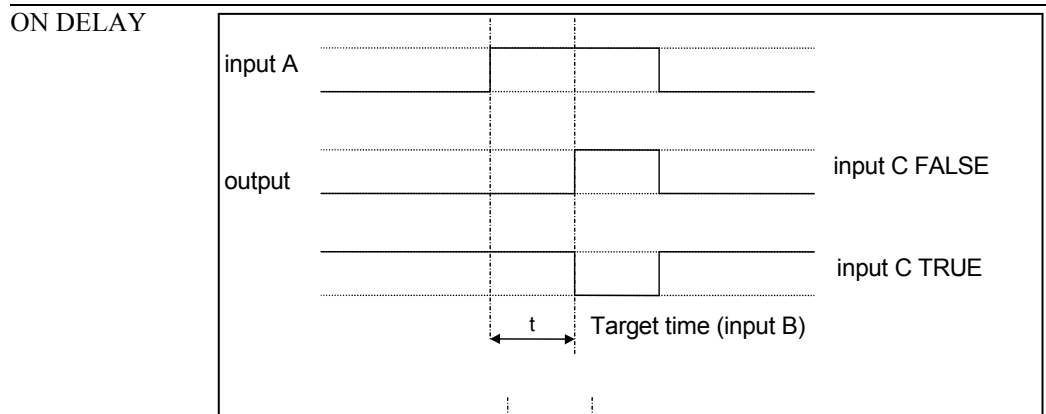 ON DELAY
input A
output
input C FALSE
input C TRUE
t
Target time (input B)